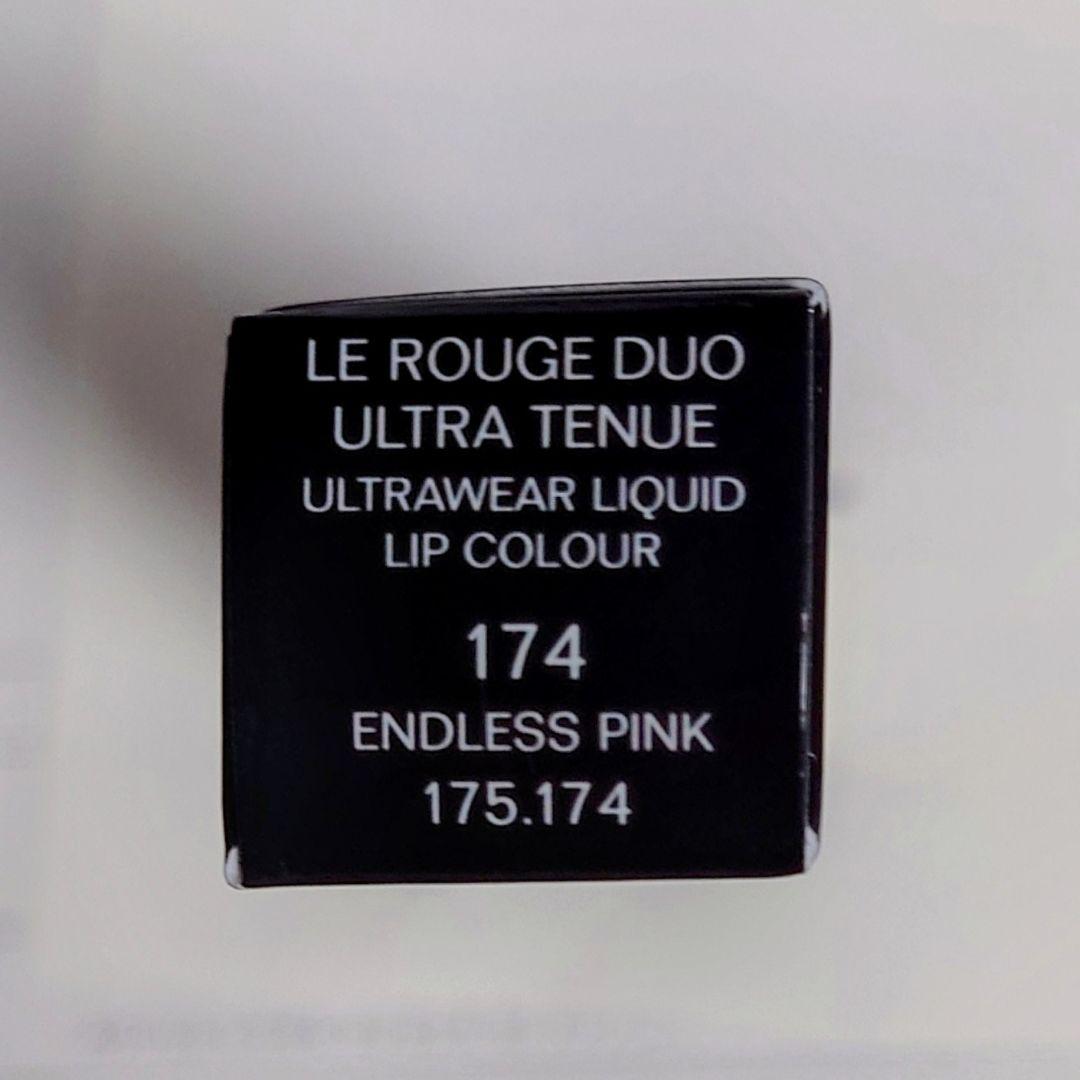 LE ROUGE DUO
ULTRA TENUE
ULTRAWEAR LIQUID
LIP COLOUR
174
ENDLESS PINK
175.174